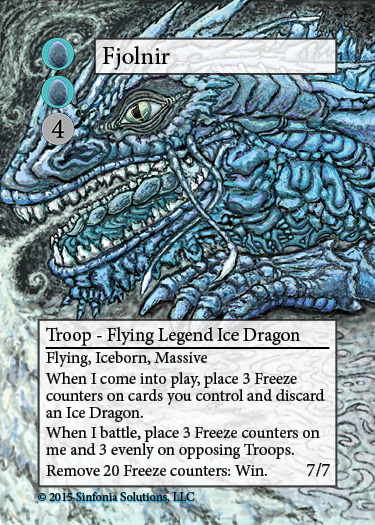 Fjolnir
4
Troop - Flying Legend Ice Dragon
Flying, Iceborn, Massive
When I come into play, place 3 Freeze
counters on cards you control and discard
an Ice Dragon.
When I battle, place 3 Freeze counters on
me and 3 evenly on opposing Troops.
Remove 20 Freeze counters: Win. 7/7
© 2015 Sinfonia Solutions, LLC